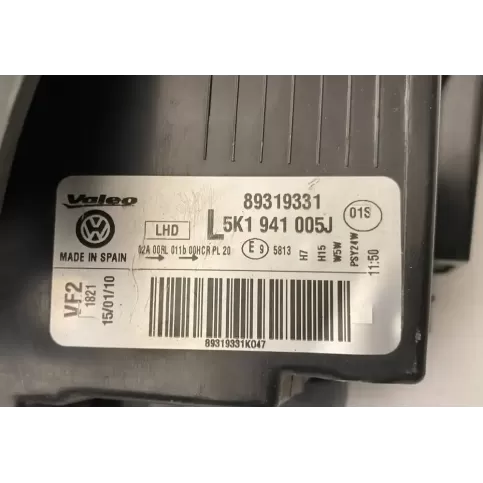 Valeo
89319331
01S
LHD
L 5K1 941 005J
MADE IN SPAIN
02A 00RL 011b 00HCR PL 20
E 9 5813
H7
H15
W5W
PSY24W
11:50
VF2
1821
15/01/10
89319331K047